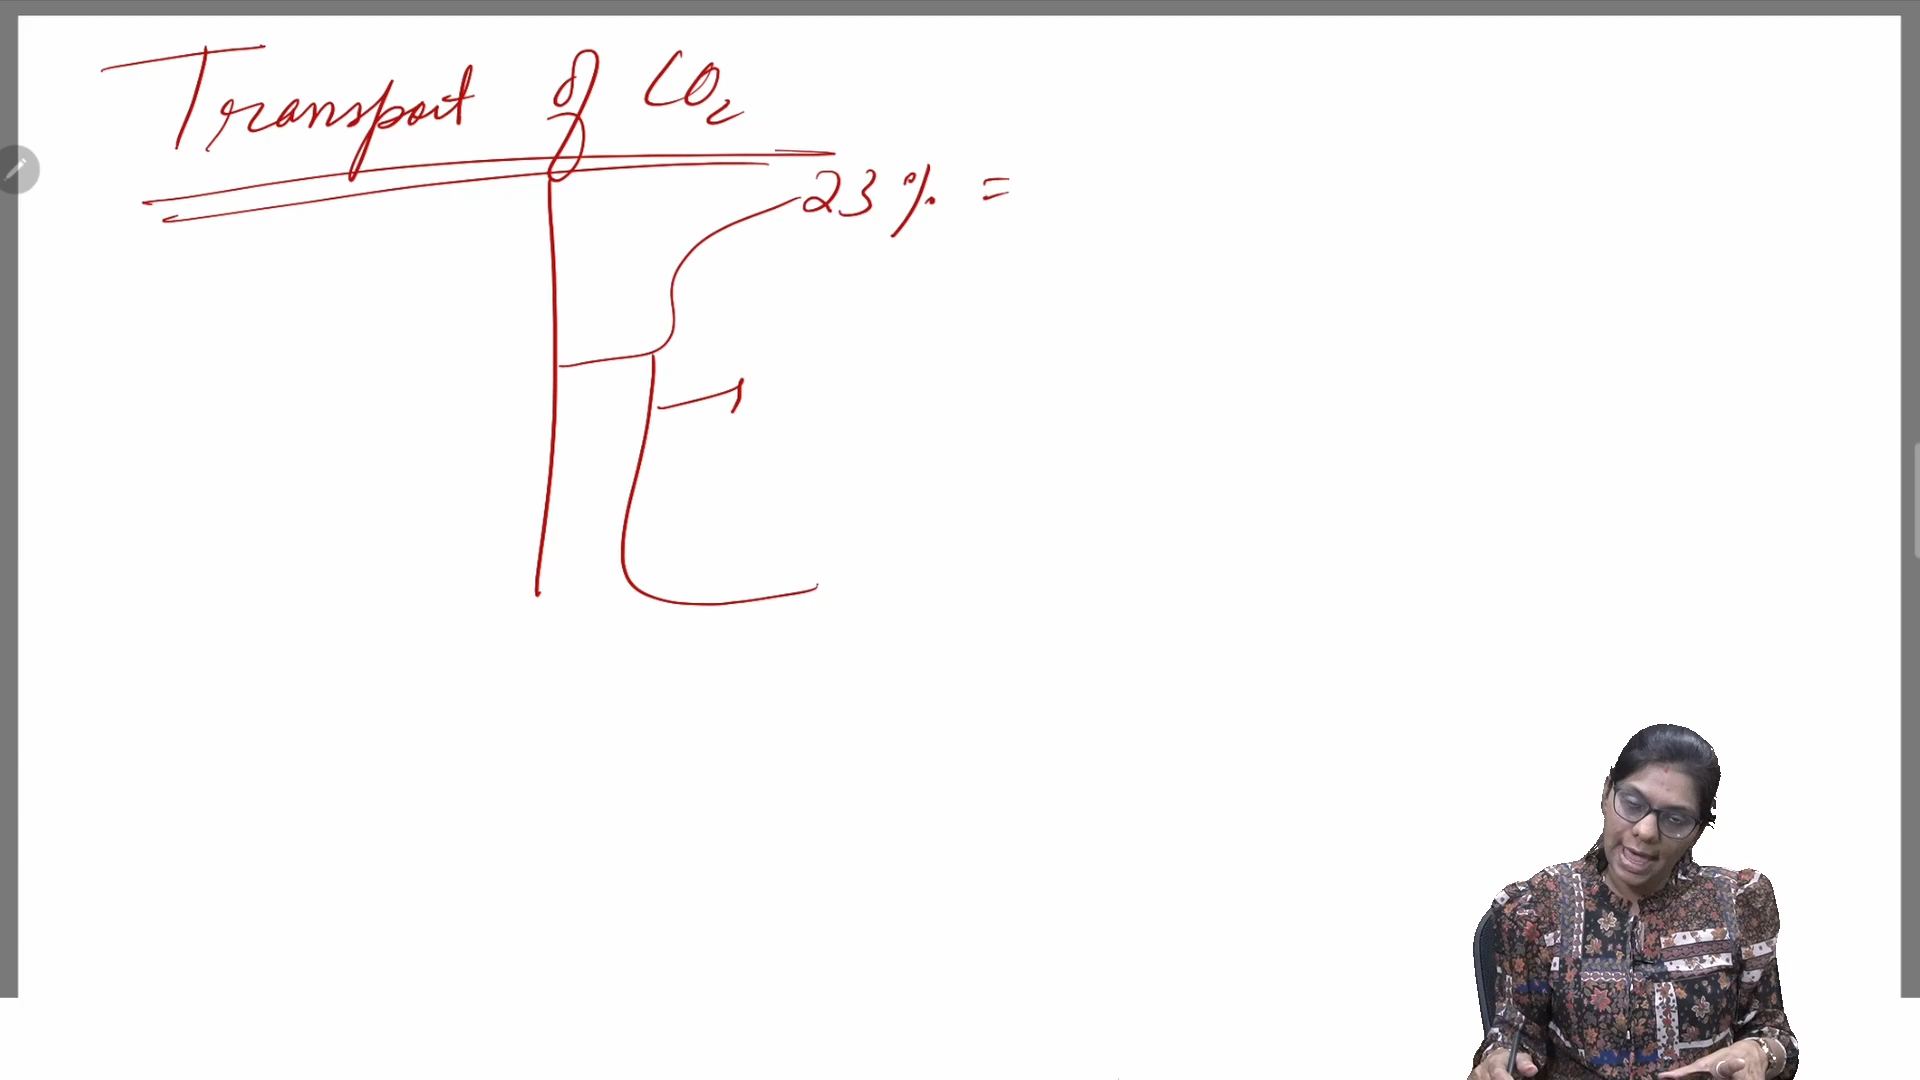 Transport of CO₂
23% =